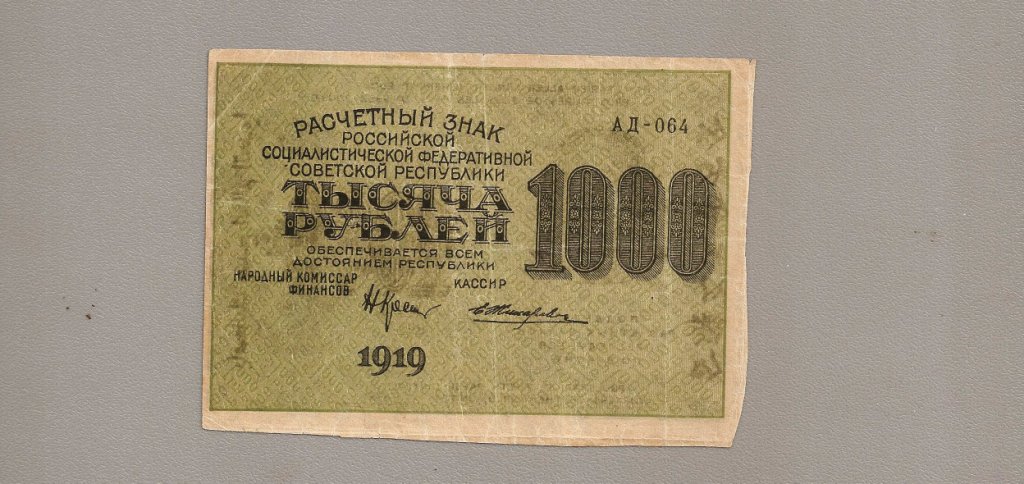 РАСЧЕТНЫЙ ЗНАК
РОССИЙСКОЙ
СОЦИАЛИСТИЧЕСКОЙ ФЕДЕРАТИВНОЙ
СОВЕТСКОЙ РЕСПУБЛИКИ
ТЫСЯЧА
РУБЛЕЙ
ОБЕСПЕЧИВАЕТСЯ ВСЕМ
ДОСТОЯНИЕМ РЕСПУБЛИКИ
НАРОДНЫЙ КОМИССАР
ФИНАНСОВ
КАССИР
1919
АД-064
1000